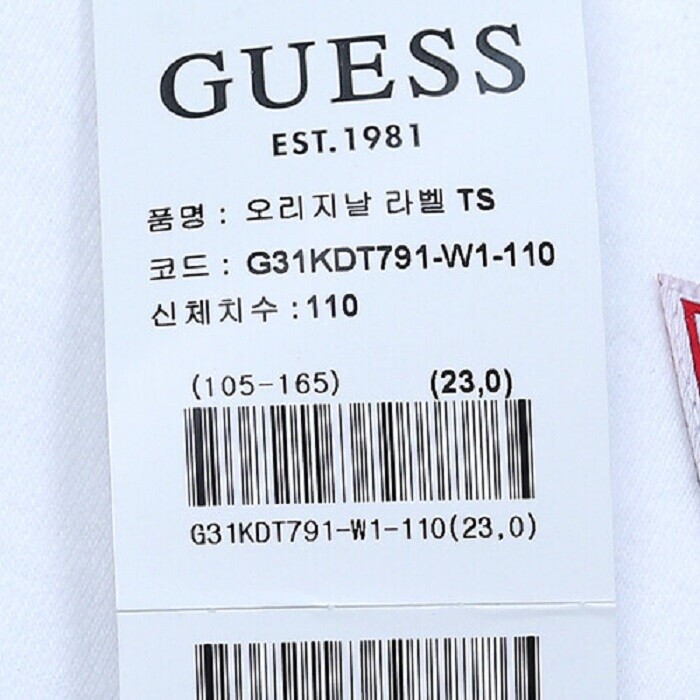 GUESS
EST.1981
품명 : 오리지날 라벨 TS
코드 : G31KDT791-W1-110
신체치수 :110
(105-165) (23,0)
G31KDT791-W1-110(23,0)